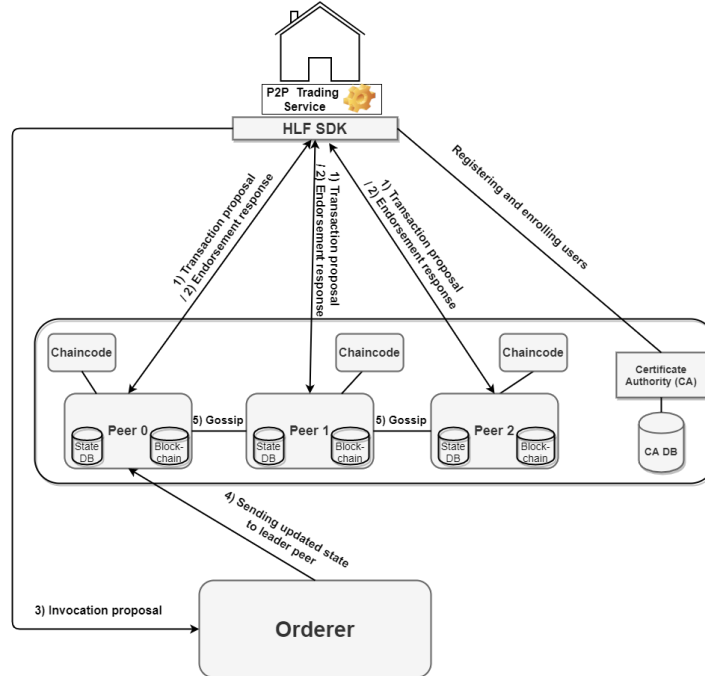 P2P Trading
Service
HLF SDK
Registering and enrolling users
1) Transaction proposal
/ 2) Endorsement response
1) Transaction proposal
/ 2) Endorsement response
1) Transaction proposal
/ 2) Endorsement response
Chaincode
Chaincode
Chaincode
Certificate
Authority (CA)
Peer 0
5) Gossip
Peer 1
5) Gossip
Peer 2
State
DB
Block-
chain
State
DB
Block-
chain
State
DB
Block-
chain
CA DB
4) Sending updated state
to leader peer
3) Invocation proposal
Orderer